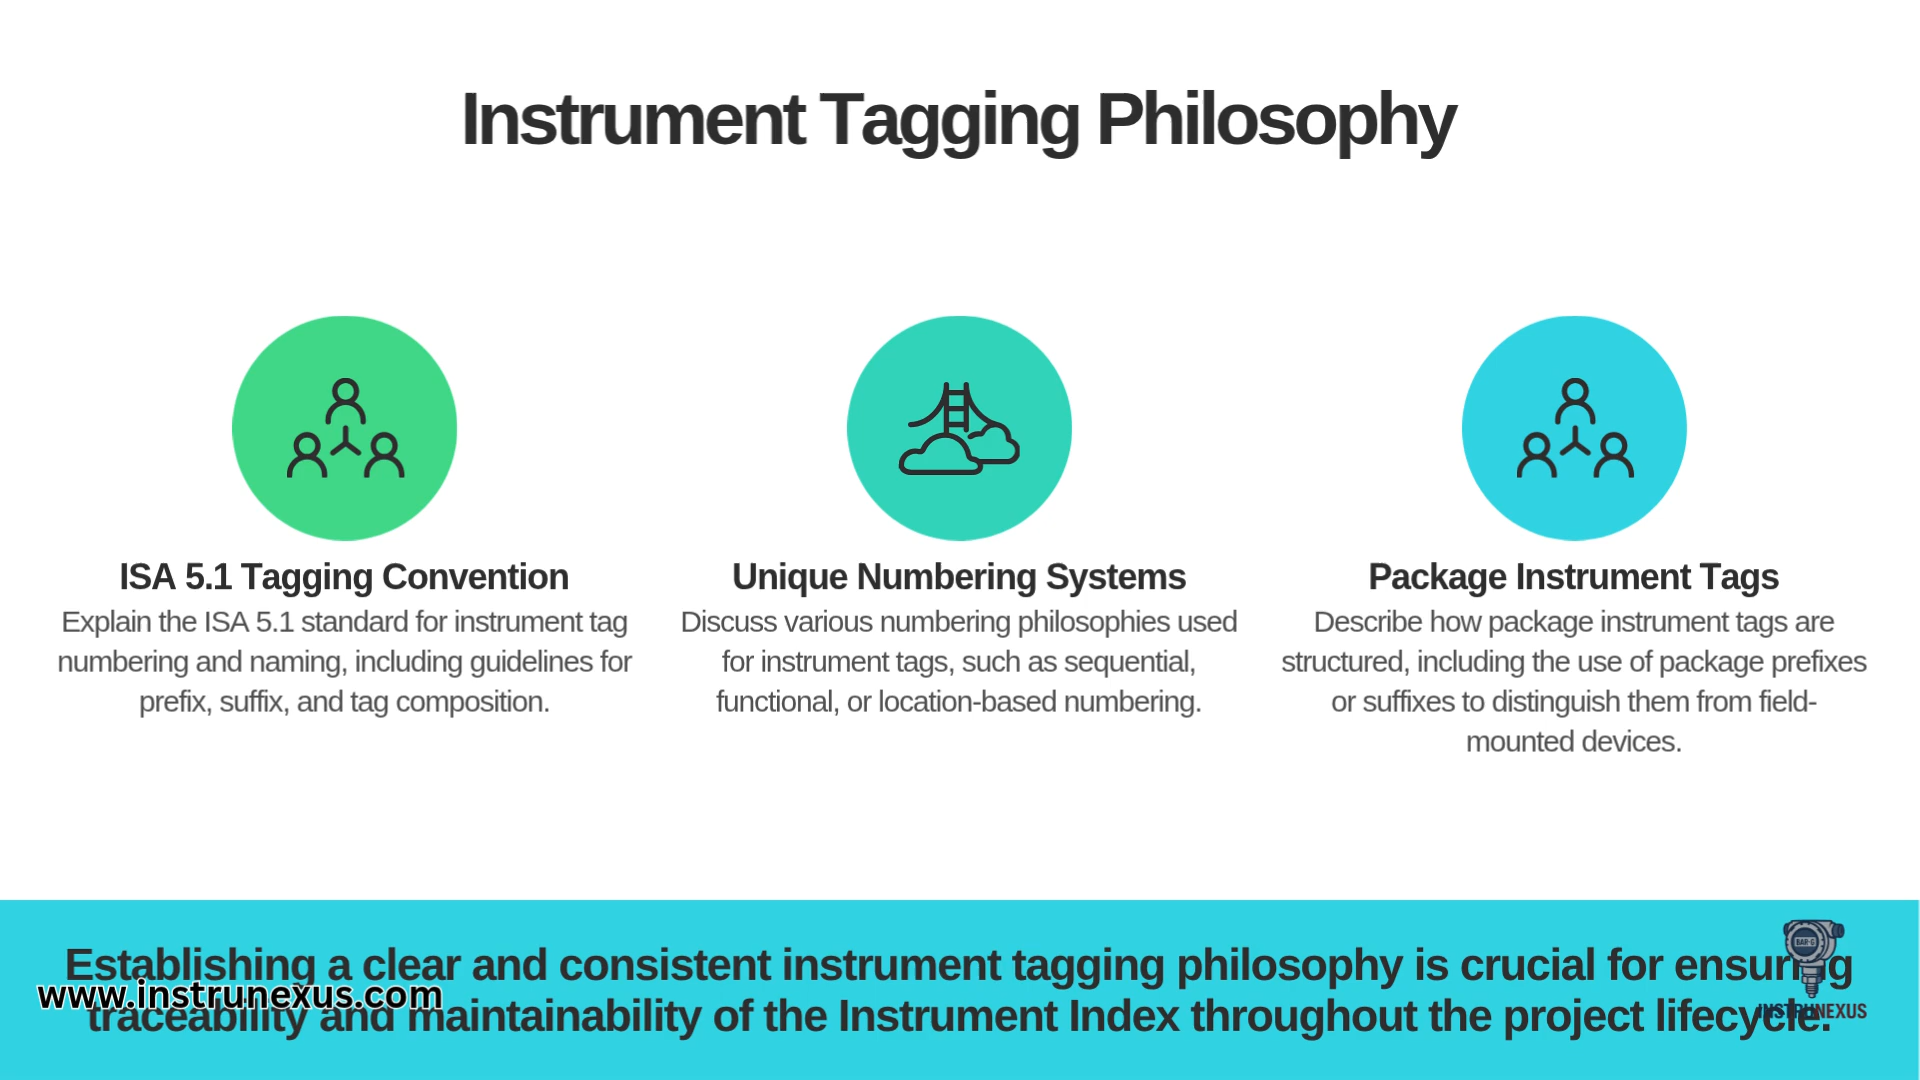 Instrument Tagging Philosophy
ISA 5.1 Tagging Convention
Explain the ISA 5.1 standard for instrument tag
numbering and naming, including guidelines for
prefix, suffix, and tag composition.
Unique Numbering Systems
Discuss various numbering philosophies used
for instrument tags, such as sequential,
functional, or location-based numbering.
Package Instrument Tags
Describe how package instrument tags are
structured, including the use of package prefixes
or suffixes to distinguish them from field-
mounted devices.
Establishing a clear and consistent instrument tagging philosophy is crucial for ensuring
traceability and maintainability of the Instrument Index throughout the project lifecycle.
www.instrunexus.com
BAR-G
INSTRUNEXUS